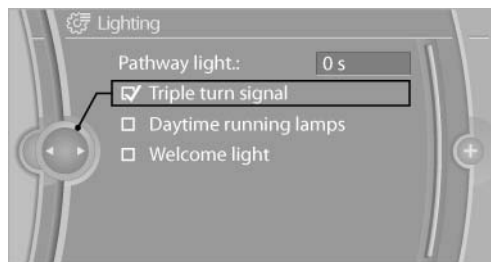 Lighting
Pathway light.: 0 s
Triple turn signal
Daytime running lamps
Welcome light